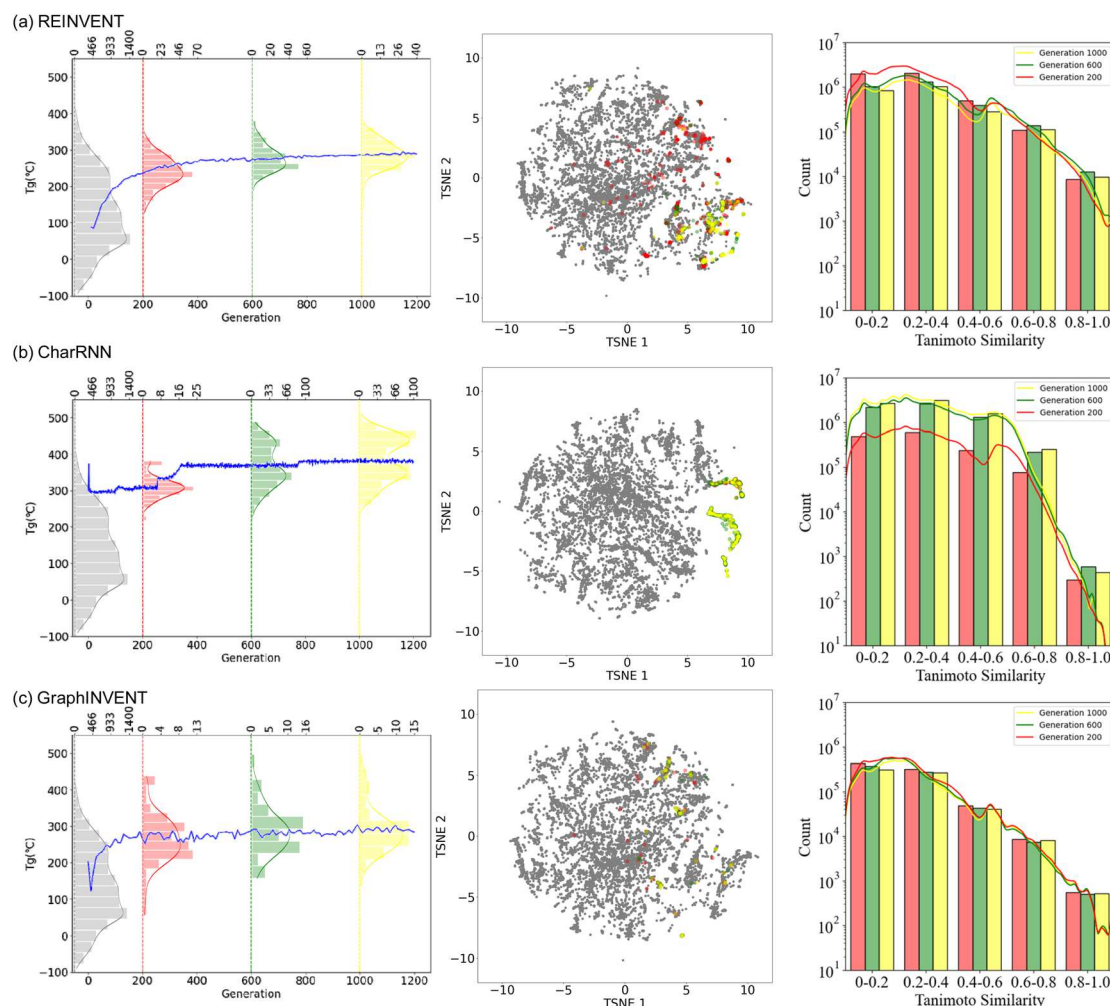 (a) REINVENT
0 466 933 1400 0 23 46 70 0 20 40 60 0 13 26 40
Tg(℃)
500
400
300
200
100
0
−100
0 200 400 600 800 1000 1200
Generation
TSNE 2
10
5
0
−5
−10
−10 −5 0 5 10
TSNE 1
Count
10^7
10^6
10^5
10^4
10^3
10^2
10^1
Generation 1000
Generation 600
Generation 200
0-0.2 0.2-0.4 0.4-0.6 0.6-0.8 0.8-1.0
Tanimoto Similarity
(b) CharRNN
0 466 933 1400 0 8 16 25 0 33 66 100 0 33 66 100
Tg(℃)
500
400
300
200
100
0
−100
0 200 400 600 800 1000 1200
Generation
TSNE 2
10
5
0
−5
−10
−10 −5 0 5 10
TSNE 1
Count
10^7
10^6
10^5
10^4
10^3
10^2
10^1
Generation 1000
Generation 600
Generation 200
0-0.2 0.2-0.4 0.4-0.6 0.6-0.8 0.8-1.0
Tanimoto Similarity
(c) GraphINVENT
0 466 933 1400 0 4 8 13 0 5 10 16 0 5 10 15
Tg(℃)
500
400
300
200
100
0
−100
0 200 400 600 800 1000 1200
Generation
TSNE 2
10
5
0
−5
−10
−10 −5 0 5 10
TSNE 1
Count
10^7
10^6
10^5
10^4
10^3
10^2
10^1
Generation 1000
Generation 600
Generation 200
0-0.2 0.2-0.4 0.4-0.6 0.6-0.8 0.8-1.0
Tanimoto Similarity